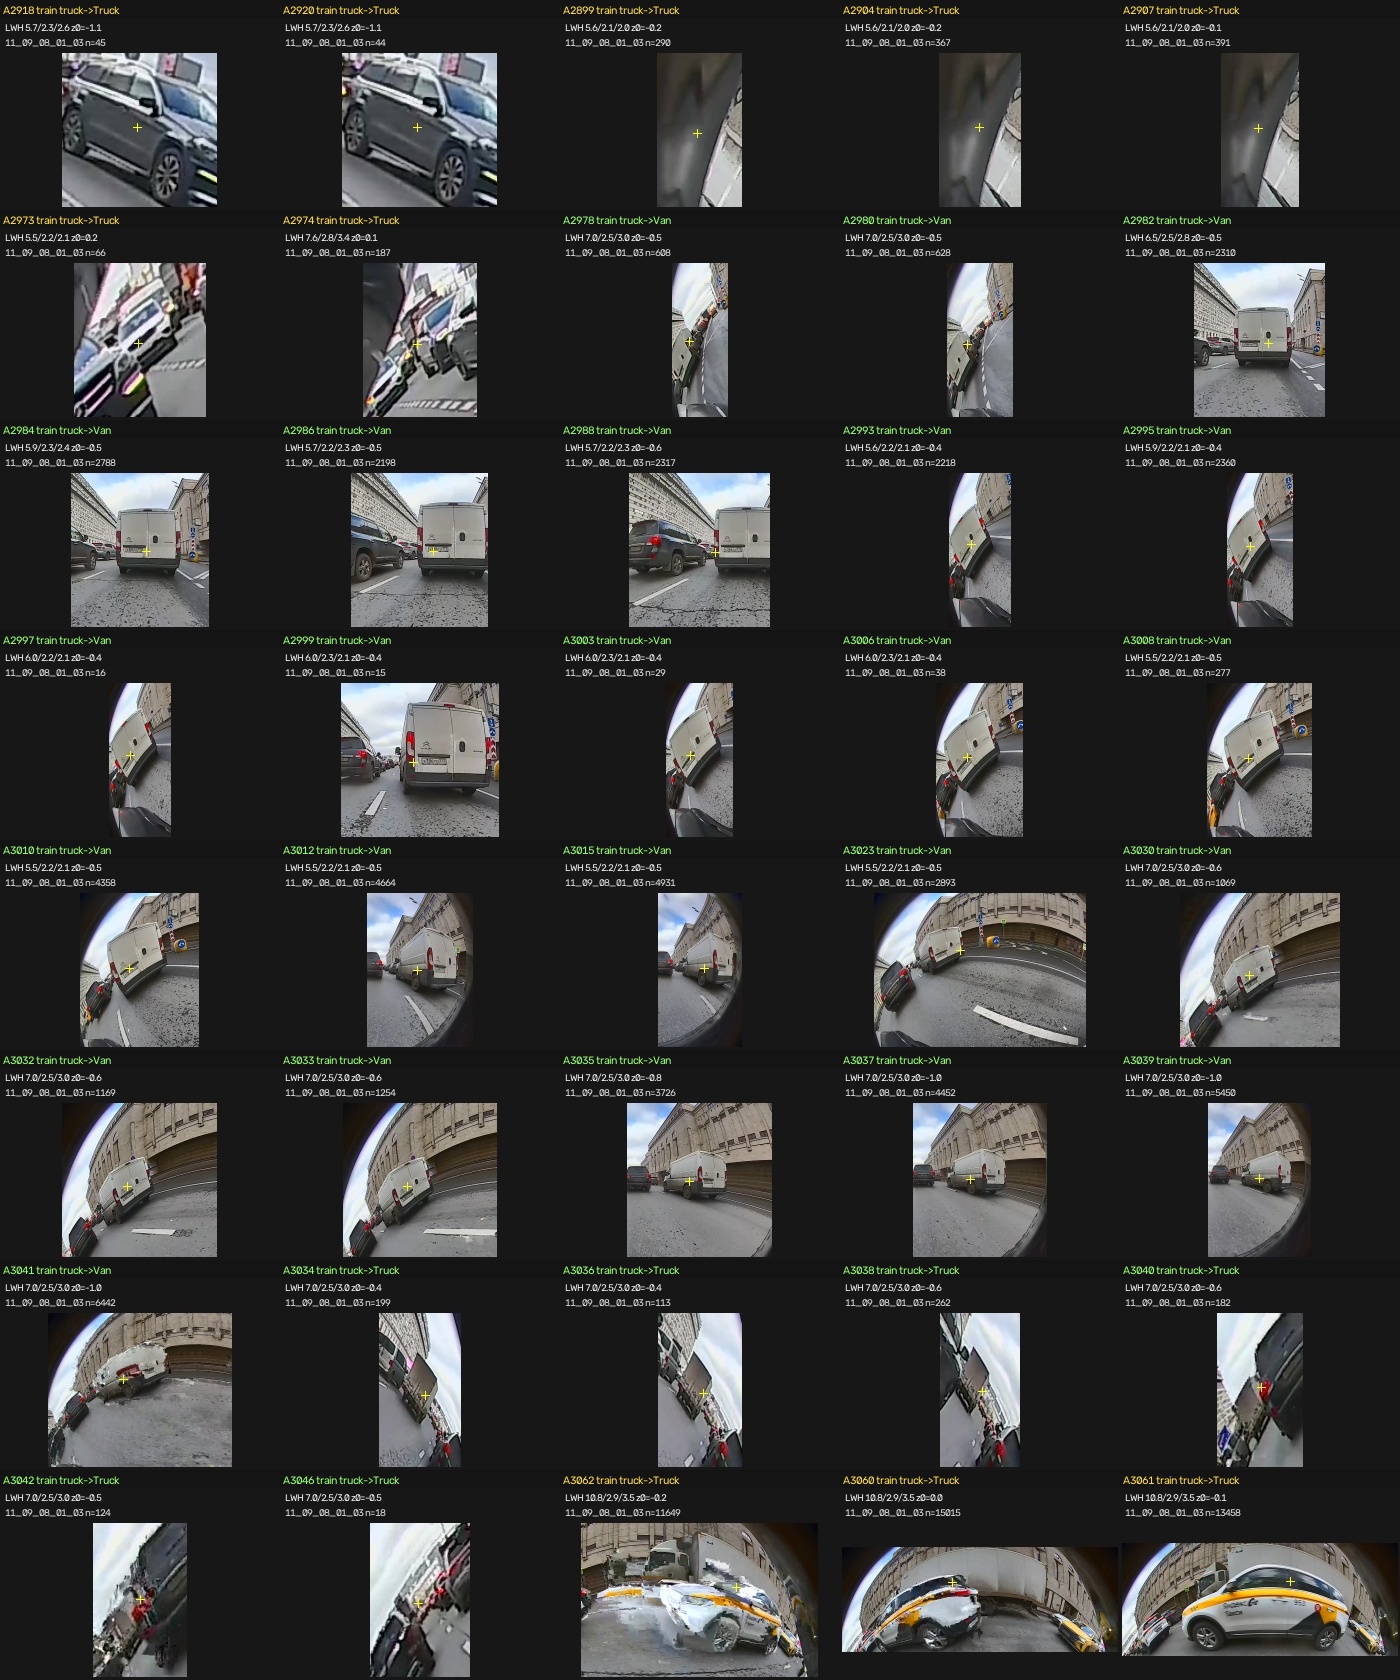 A2918 train truck->Truck
LWH 5.7/2.3/2.6 z0=-1.1
11_09_08_01_03 n=45
A2920 train truck->Truck
LWH 5.7/2.3/2.6 z0=-1.1
11_09_08_01_03 n=44
A2899 train truck->Truck
LWH 5.6/2.1/2.0 z0=-0.2
11_09_08_01_03 n=290
A2904 train truck->Truck
LWH 5.6/2.1/2.0 z0=-0.2
11_09_08_01_03 n=367
A2907 train truck->Truck
LWH 5.6/2.1/2.0 z0=-0.1
11_09_08_01_03 n=391
A2973 train truck->Truck
LWH 5.5/2.2/2.1 z0=0.2
11_09_08_01_03 n=66
A2974 train truck->Truck
LWH 7.6/2.8/3.4 z0=0.1
11_09_08_01_03 n=187
A2978 train truck->Van
LWH 7.0/2.5/3.0 z0=-0.5
11_09_08_01_03 n=608
A2980 train truck->Van
LWH 7.0/2.5/3.0 z0=-0.5
11_09_08_01_03 n=628
A2982 train truck->Van
LWH 6.5/2.5/2.8 z0=-0.5
11_09_08_01_03 n=2310
A2984 train truck->Van
LWH 5.9/2.3/2.4 z0=-0.5
11_09_08_01_03 n=2788
A2986 train truck->Van
LWH 5.7/2.2/2.3 z0=-0.5
11_09_08_01_03 n=2198
A2988 train truck->Van
LWH 5.7/2.2/2.3 z0=-0.6
11_09_08_01_03 n=2317
A2993 train truck->Van
LWH 5.6/2.2/2.1 z0=-0.4
11_09_08_01_03 n=2218
A2995 train truck->Van
LWH 5.9/2.2/2.1 z0=-0.4
11_09_08_01_03 n=2360
A2997 train truck->Van
LWH 6.0/2.2/2.1 z0=-0.4
11_09_08_01_03 n=16
A2999 train truck->Van
LWH 6.0/2.3/2.1 z0=-0.4
11_09_08_01_03 n=15
A3003 train truck->Van
LWH 6.0/2.3/2.1 z0=-0.4
11_09_08_01_03 n=29
A3006 train truck->Van
LWH 6.0/2.3/2.1 z0=-0.4
11_09_08_01_03 n=38
A3008 train truck->Van
LWH 5.5/2.2/2.1 z0=-0.5
11_09_08_01_03 n=277
A3010 train truck->Van
LWH 5.5/2.2/2.1 z0=-0.5
11_09_08_01_03 n=4358
A3012 train truck->Van
LWH 5.5/2.2/2.1 z0=-0.5
11_09_08_01_03 n=4664
A3015 train truck->Van
LWH 5.5/2.2/2.1 z0=-0.5
11_09_08_01_03 n=4931
A3023 train truck->Van
LWH 5.5/2.2/2.1 z0=-0.5
11_09_08_01_03 n=2893
A3030 train truck->Van
LWH 7.0/2.5/3.0 z0=-0.6
11_09_08_01_03 n=1069
A3032 train truck->Van
LWH 7.0/2.5/3.0 z0=-0.6
11_09_08_01_03 n=1169
A3033 train truck->Van
LWH 7.0/2.5/3.0 z0=-0.6
11_09_08_01_03 n=1254
A3035 train truck->Van
LWH 7.0/2.5/3.0 z0=-0.8
11_09_08_01_03 n=3726
A3037 train truck->Van
LWH 7.0/2.5/3.0 z0=-1.0
11_09_08_01_03 n=4452
A3039 train truck->Van
LWH 7.0/2.5/3.0 z0=-1.0
11_09_08_01_03 n=5450
A3041 train truck->Van
LWH 7.0/2.5/3.0 z0=-1.0
11_09_08_01_03 n=6442
A3034 train truck->Truck
LWH 7.0/2.5/3.0 z0=-0.4
11_09_08_01_03 n=199
A3036 train truck->Truck
LWH 7.0/2.5/3.0 z0=-0.4
11_09_08_01_03 n=113
A3038 train truck->Truck
LWH 7.0/2.5/3.0 z0=-0.6
11_09_08_01_03 n=262
A3040 train truck->Truck
LWH 7.0/2.5/3.0 z0=-0.6
11_09_08_01_03 n=182
A3042 train truck->Truck
LWH 7.0/2.5/3.0 z0=-0.5
11_09_08_01_03 n=124
A3046 train truck->Truck
LWH 7.0/2.5/3.0 z0=-0.5
11_09_08_01_03 n=18
A3062 train truck->Truck
LWH 10.8/2.9/3.5 z0=-0.2
11_09_08_01_03 n=11649
A3060 train truck->Truck
LWH 10.8/2.9/3.5 z0=0.0
11_09_08_01_03 n=15015
A3061 train truck->Truck
LWH 10.8/2.9/3.5 z0=-0.1
11_09_08_01_03 n=13458